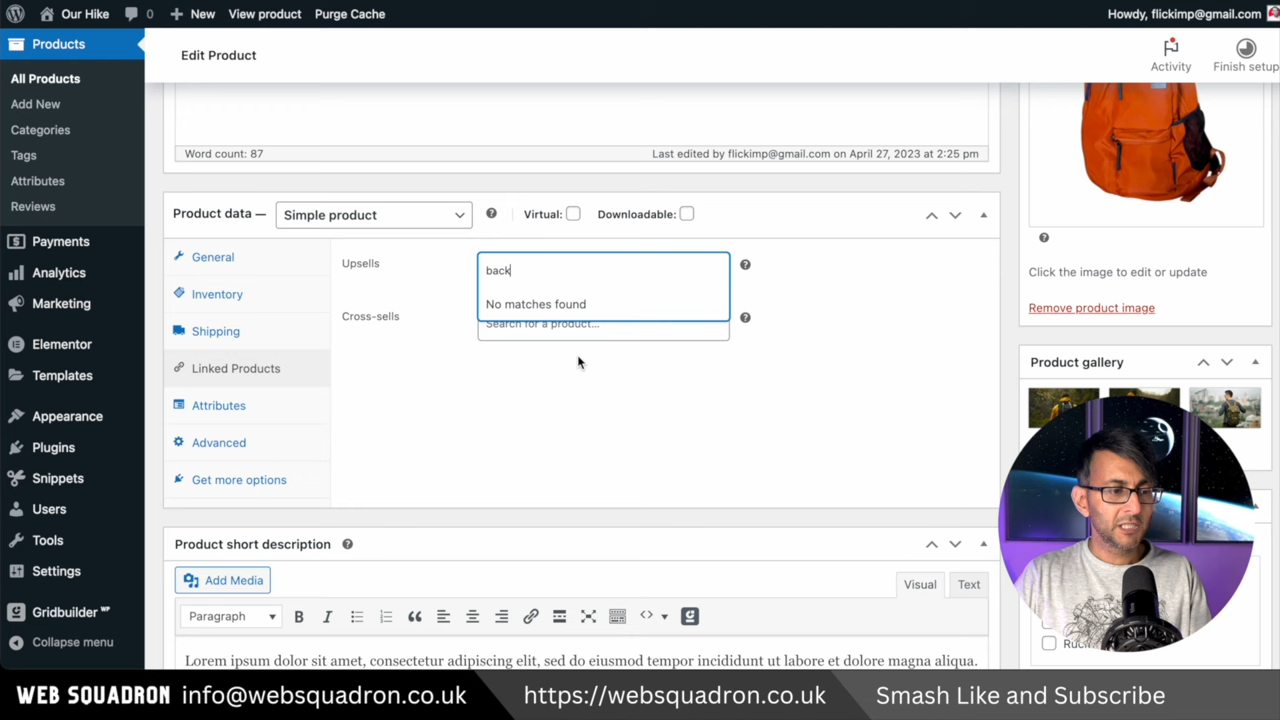 Our Hike
0
New
View product
Purge Cache
Howdy, flickimp@gmail.com
Products
All Products
Add New
Categories
Tags
Attributes
Reviews
Payments
Analytics
Marketing
Elementor
Templates
Appearance
Plugins
Snippets
Users
Tools
Settings
Gridbuilder WP
Collapse menu
Edit Product
Activity
Finish setup
Word count: 87
Last edited by flickimp@gmail.com on April 27, 2023 at 2:25 pm
Product data —
Simple product
Virtual:
Downloadable:
General
Inventory
Shipping
Linked Products
Attributes
Advanced
Get more options
Upsells
back
No matches found
Cross-sells
Search for a product…
Product short description
Add Media
Visual
Text
Paragraph
Lorem ipsum dolor sit amet, consectetur adipiscing elit, sed do eiusmod tempor incididunt ut labore et dolore magna aliqua.
Click the image to edit or update
Remove product image
Product gallery
WEB SQUADRON
info@websquadron.co.uk
https://websquadron.co.uk
Smash Like and Subscribe